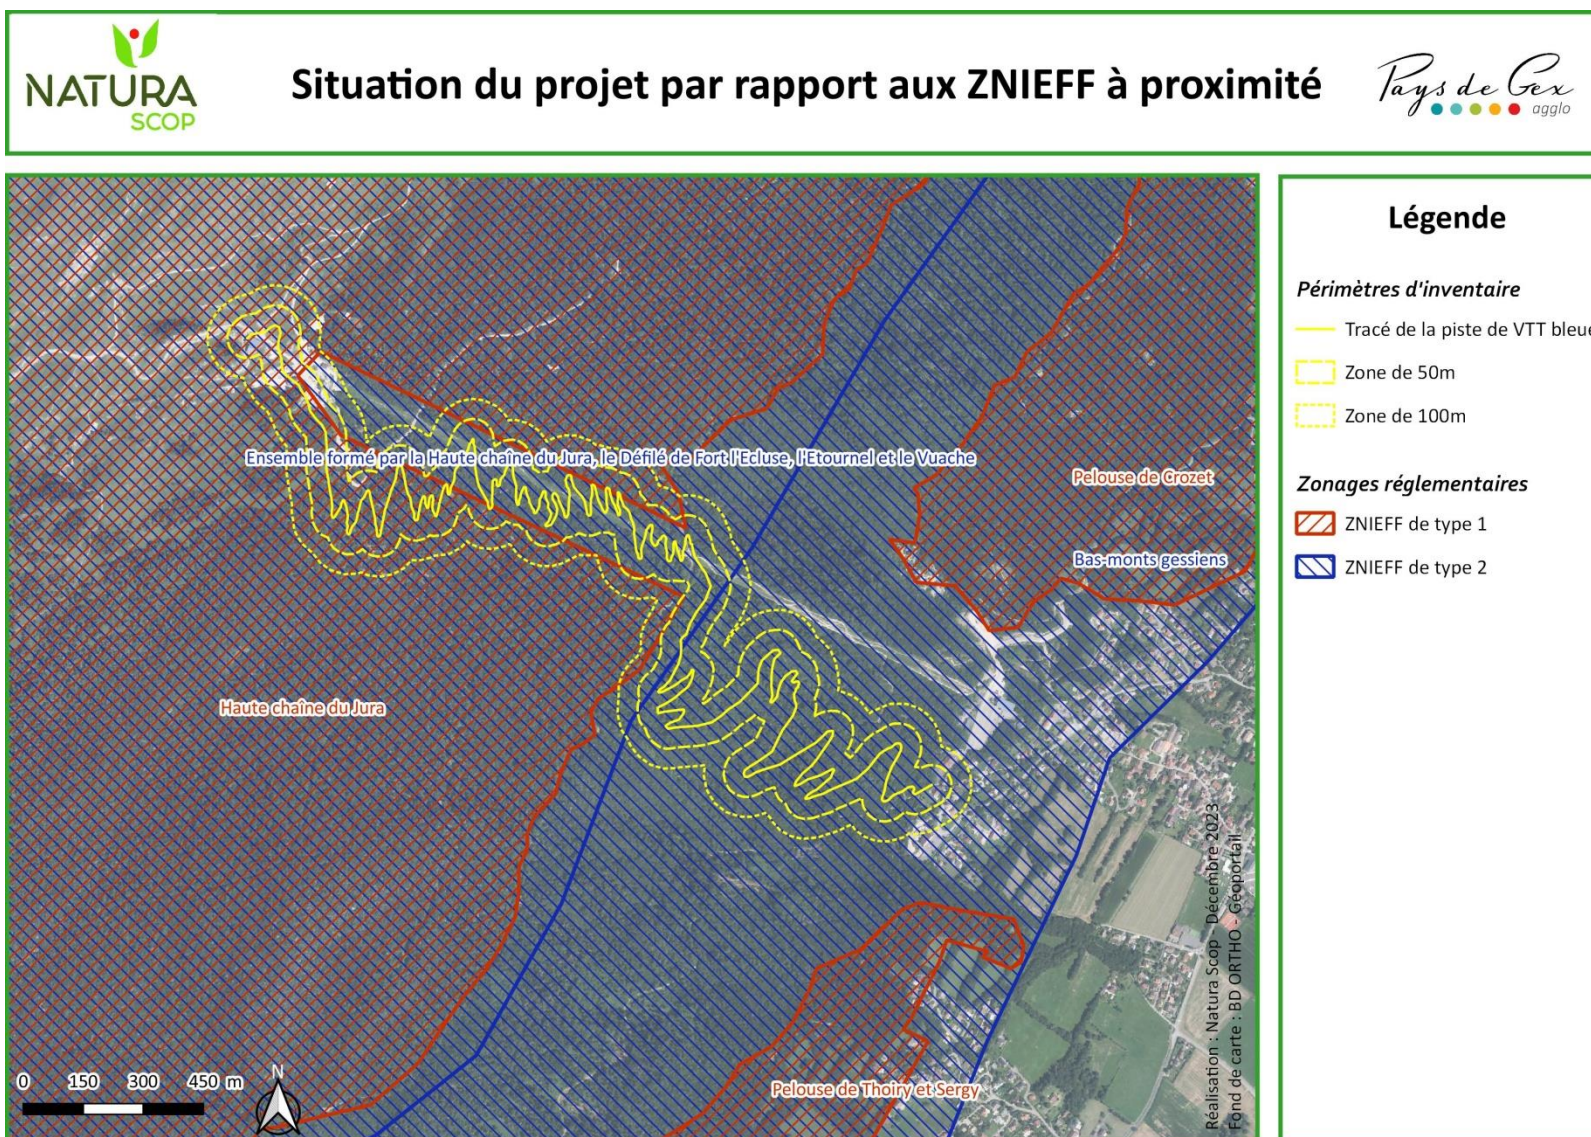 NATURA
SCOP
Situation du projet par rapport aux ZNIEFF à proximité
Pays de Gex
agglo
Légende
Périmètres d'inventaire
Tracé de la piste de VTT bleue
Zone de 50m
Zone de 100m
Zonages réglementaires
ZNIEFF de type 1
ZNIEFF de type 2
Ensemble formé par la Haute chaîne du Jura, le Défilé de Fort l'Ecluse, l'Etournel et le Vuache
Pelouse de Crozet
Bas-monts gessiens
Haute chaîne du Jura
Pelouse de Thoiry et Sergy
0 150 300 450 m
N
Réalisation : Natura Scop - Décembre 2023
Fond de carte : BD ORTHO - Géoportail